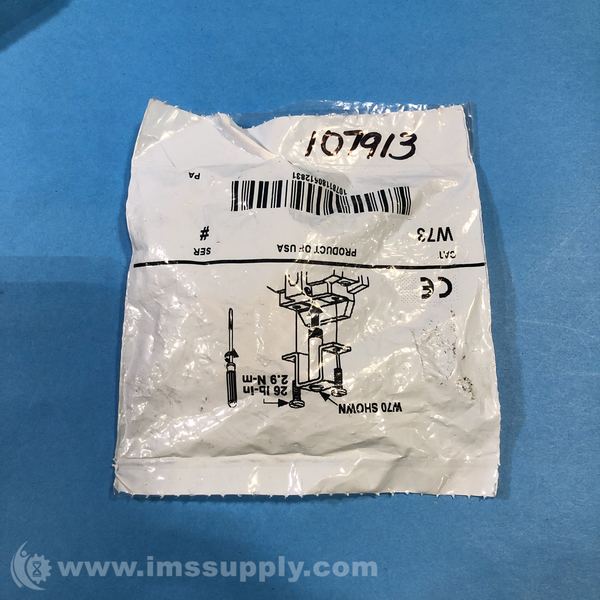 107913
W70 SHOWN
26 lb-in
2.9 N-m
CE
CAT
W73
PRODUCT OF USA
SER
#
PA
www.imssupply.com